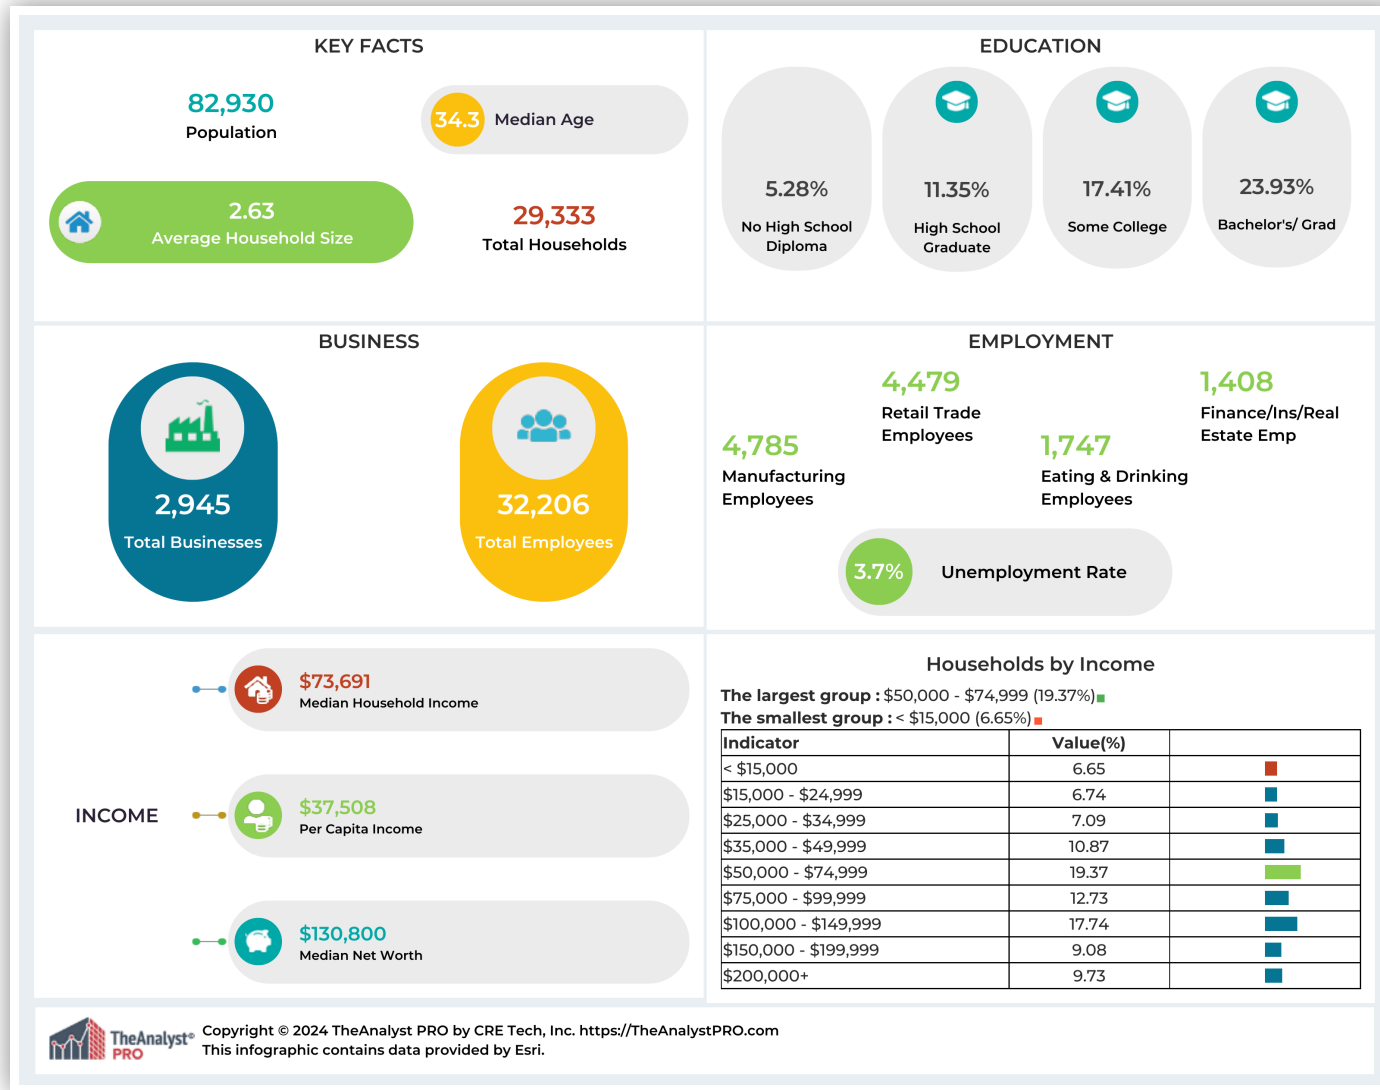 KEY FACTS
82,930
Population
34.3 Median Age
2.63
Average Household Size
29,333
Total Households
EDUCATION
5.28%
No High School
Diploma
11.35%
High School
Graduate
17.41%
Some College
23.93%
Bachelor's/ Grad
BUSINESS
2,945
Total Businesses
32,206
Total Employees
EMPLOYMENT
4,785
Manufacturing
Employees
4,479
Retail Trade
Employees
1,747
Eating & Drinking
Employees
1,408
Finance/Ins/Real
Estate Emp
3.7% Unemployment Rate
INCOME
$73,691
Median Household Income
$37,508
Per Capita Income
$130,800
Median Net Worth
Households by Income
The largest group : $50,000 - $74,999 (19.37%)
The smallest group : < $15,000 (6.65%)
Indicator Value(%)
< $15,000 6.65
$15,000 - $24,999 6.74
$25,000 - $34,999 7.09
$35,000 - $49,999 10.87
$50,000 - $74,999 19.37
$75,000 - $99,999 12.73
$100,000 - $149,999 17.74
$150,000 - $199,999 9.08
$200,000+ 9.73
TheAnalyst®
PRO
Copyright © 2024 TheAnalyst PRO by CRE Tech, Inc. https://TheAnalystPRO.com
This infographic contains data provided by Esri.